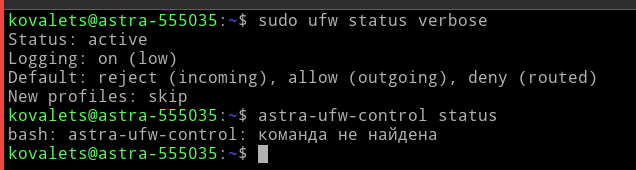 kovalets@astra-555035:~$ sudo ufw status verbose
Status: active
Logging: on (low)
Default: reject (incoming), allow (outgoing), deny (routed)
New profiles: skip
kovalets@astra-555035:~$ astra-ufw-control status
bash: astra-ufw-control: команда не найдена
kovalets@astra-555035:~$